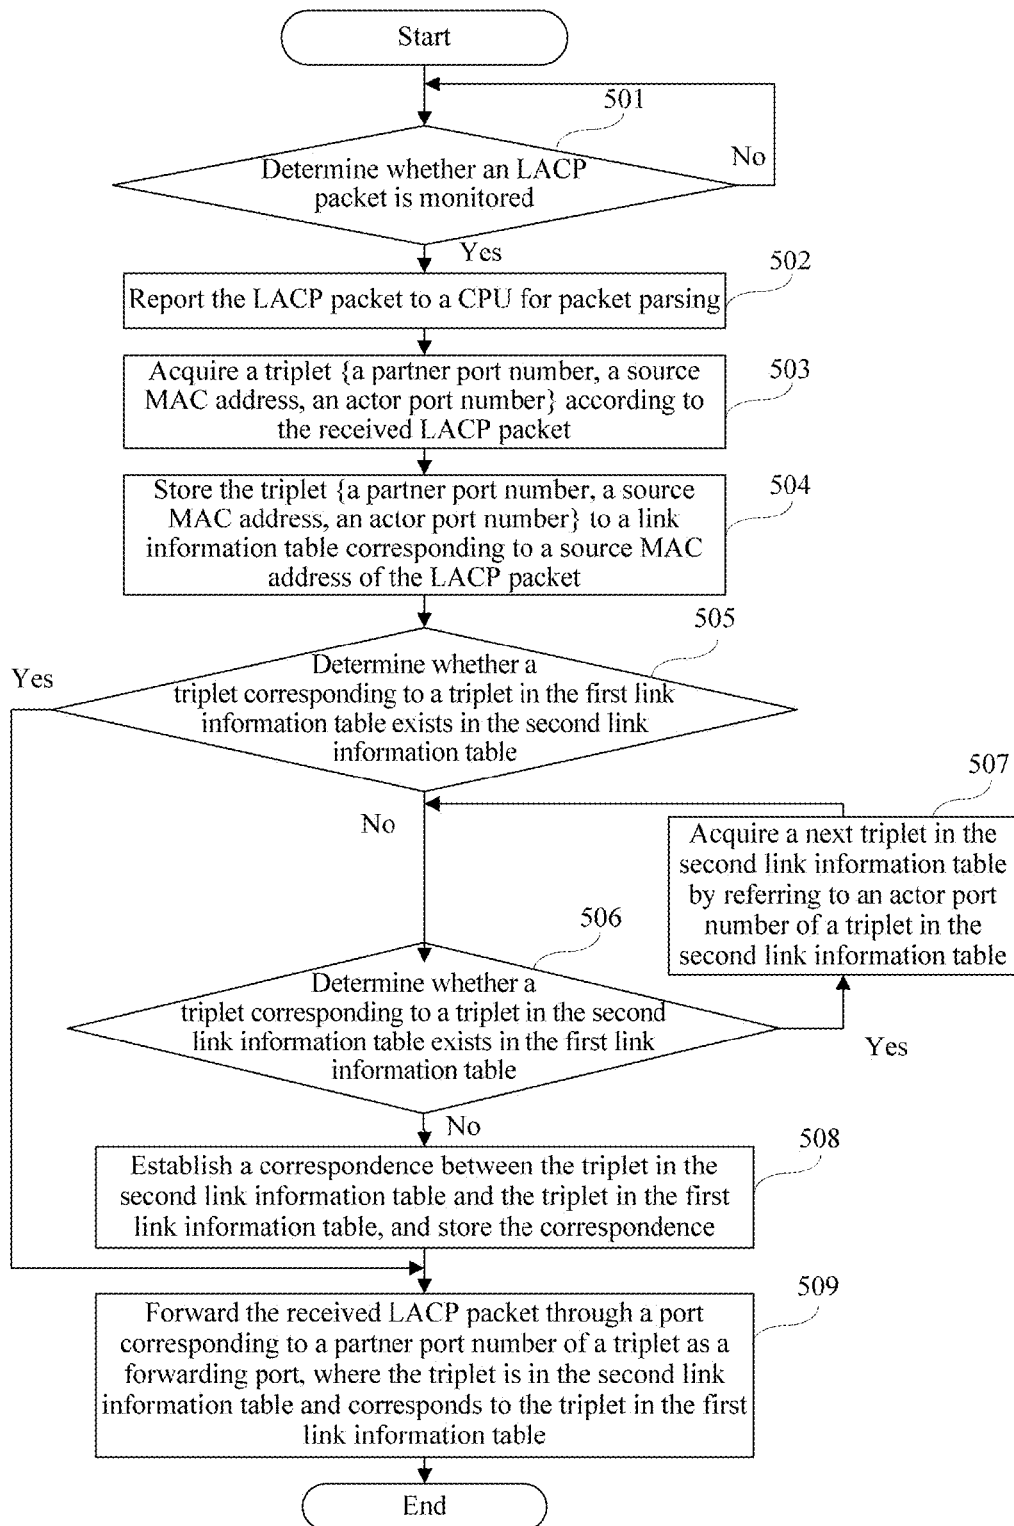 Start
501
Determine whether an LACP
packet is monitored
No
Yes
502
Report the LACP packet to a CPU for packet parsing
503
Acquire a triplet {a partner port number, a source
MAC address, an actor port number} according to
the received LACP packet
504
Store the triplet {a partner port number, a source
MAC address, an actor port number} to a link
information table corresponding to a source MAC
address of the LACP packet
505
Yes
Determine whether a
triplet corresponding to a triplet in the first link
information table exists in the second link
information table
No
507
Acquire a next triplet in the
second link information table
by referring to an actor port
number of a triplet in the
second link information table
506
Determine whether a
triplet corresponding to a triplet in the second
link information table exists in the first link
information table
Yes
No
508
Establish a correspondence between the triplet in the
second link information table and the triplet in the first
link information table, and store the correspondence
509
Forward the received LACP packet through a port
corresponding to a partner port number of a triplet as a
forwarding port, where the triplet is in the second link
information table and corresponds to the triplet in the first
link information table
End